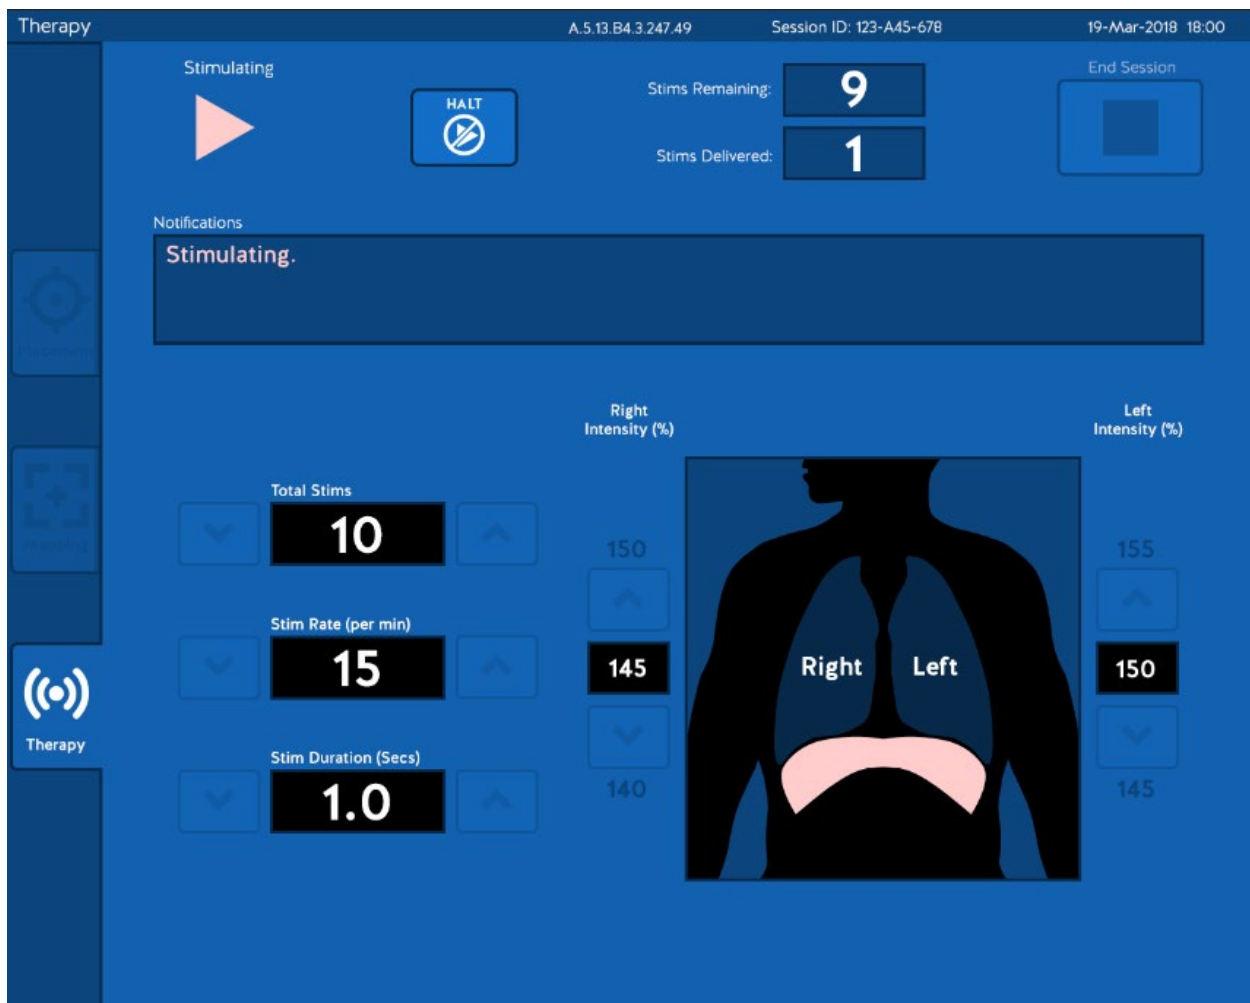 Therapy
A.5.13.B4.3.247.49
Session ID: 123-A45-678
19-Mar-2018 18:00
Stimulating
HALT
Stims Remaining:
9
Stims Delivered:
1
End Session
Notifications
Stimulating.
Placement
Mapping
Therapy
Total Stims
10
Stim Rate (per min)
15
Stim Duration (Secs)
1.0
Right
Intensity (%)
150
145
140
Right
Left
Left
Intensity (%)
155
150
145